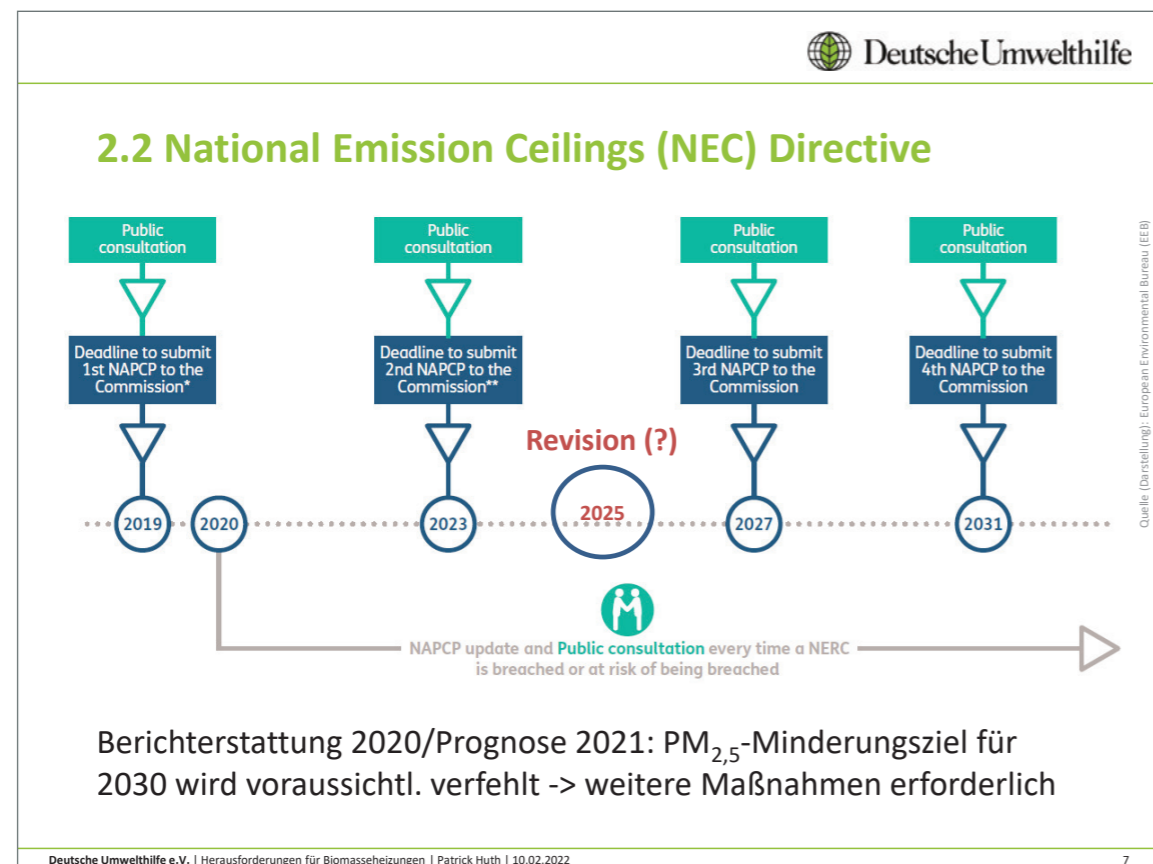 Deutsche Umwelthilfe
2.2 National Emission Ceilings (NEC) Directive
Public
consultation
Public
consultation
Public
consultation
Public
consultation
Deadline to submit
1st NAPCP to the
Commission*
Deadline to submit
2nd NAPCP to the
Commission**
Deadline to submit
3rd NAPCP to the
Commission
Deadline to submit
4th NAPCP to the
Commission
Revision (?)
2019
2020
2023
2025
2027
2031
NAPCP update and Public consultation every time a NERC
is breached or at risk of being breached
Quelle (Darstellung): European Environmental Bureau (EEB)
Berichterstattung 2020/Prognose 2021: PM2,5-Minderungsziel für
2030 wird voraussichtl. verfehlt -> weitere Maßnahmen erforderlich
Deutsche Umwelthilfe e.V. | Herausforderungen für Biomasseheizungen | Patrick Huth | 10.02.2022
7